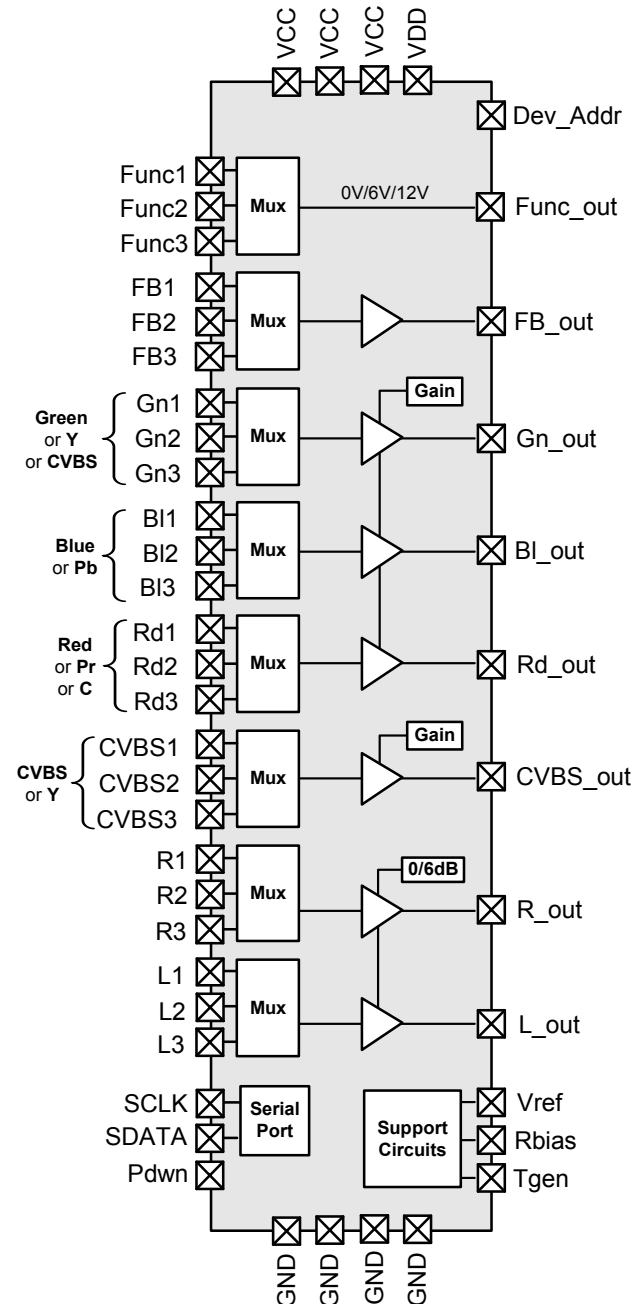 VCC
VCC
VCC
VDD
Dev_Addr
Func1
Func2
Func3
Mux
0V/6V/12V
Func_out
FB1
FB2
FB3
Mux
FB_out
Green
or Y
or CVBS
Gn1
Gn2
Gn3
Mux
Gain
Gn_out
Blue
or Pb
Bl1
Bl2
Bl3
Mux
Bl_out
Red
or Pr
or C
Rd1
Rd2
Rd3
Mux
Rd_out
CVBS
or Y
CVBS1
CVBS2
CVBS3
Mux
Gain
CVBS_out
R1
R2
R3
Mux
0/6dB
R_out
L1
L2
L3
Mux
L_out
SCLK
SDATA
Pdwn
Serial
Port
Support
Circuits
Vref
Rbias
Tgen
GND
GND
GND
GND